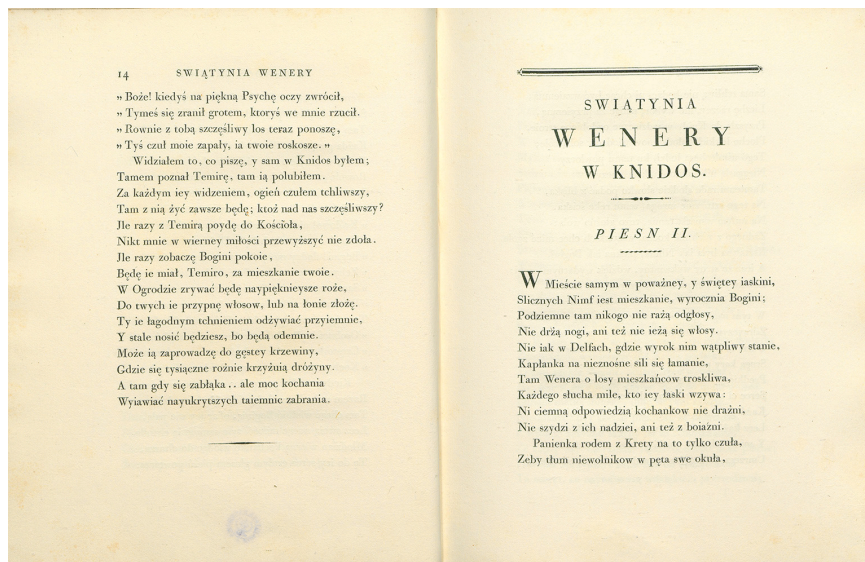 14 SWIĄTYNIA WENERY
„ Boże! kiedyś na piękną Psychę oczy zwrócił,
„ Tymeś się zranił grotem, ktoryś we mnie rzucił.
„ Rownie z tobą szczęśliwy los teraz ponoszę,
„ Tyś czuł moie zapały, ia twoie roskosze. „
Widziałem to, co piszę, y sam w Knidos byłem;
Tamem poznał Temirę, tam ią polubiłem.
Za każdym iey widzeniem, ogień czułem tchliwszy,
Tam z nią żyć zawsze będę; ktoż nad nas szczęśliwszy?
Jle razy z Temirą poydę do Kościoła,
Nikt mnie w wierney miłości przewyższyć nie zdoła.
Jle razy zobaczę Bogini pokoie,
Będę ie miał, Temiro, za mieszkanie twoie.
W Ogrodzie zrywać będę naypięknieysze roże,
Do twych ie przypnę włosow, lub na łonie złożę.
Ty ie łagodnym tchnieniem odżywiać przyiemnie,
Y stale nosić będziesz, bo będą odemnie.
Może ią zaprowadzę do gęstey krzewiny,
Gdzie się tysiączne rożnie krzyżuią dróżyny.
A tam gdy się zabłąka .. ale moc kochania
Wyiawiać nayukrytszych taiemnic zabrania.
SWIĄTYNIA
WENERY
W KNIDOS.
PIESN II.
W Mieście samym w poważney, y świętey iaskini,
Slicznych Nimf iest mieszkanie, wyrocznia Bogini;
Podziemne tam nikogo nie rażą odgłosy,
Nie drżą nogi, ani też nie ieżą się włosy.
Nie iak w Delfach, gdzie wyrok nim wątpliwy stanie,
Kapłanka na nieznośne sili się łamanie,
Tam Wenera o losy mieszkańcow troskliwa,
Każdego słucha mile, kto iey łaski wzywa:
Ni ciemną odpowiedzią kochankow nie drażni,
Nie szydzi z ich nadziei, ani też z boiaźni.
Panienka rodem z Krety na to tylko czuła,
Zeby tłum niewolnikow w pęta swe okuła,